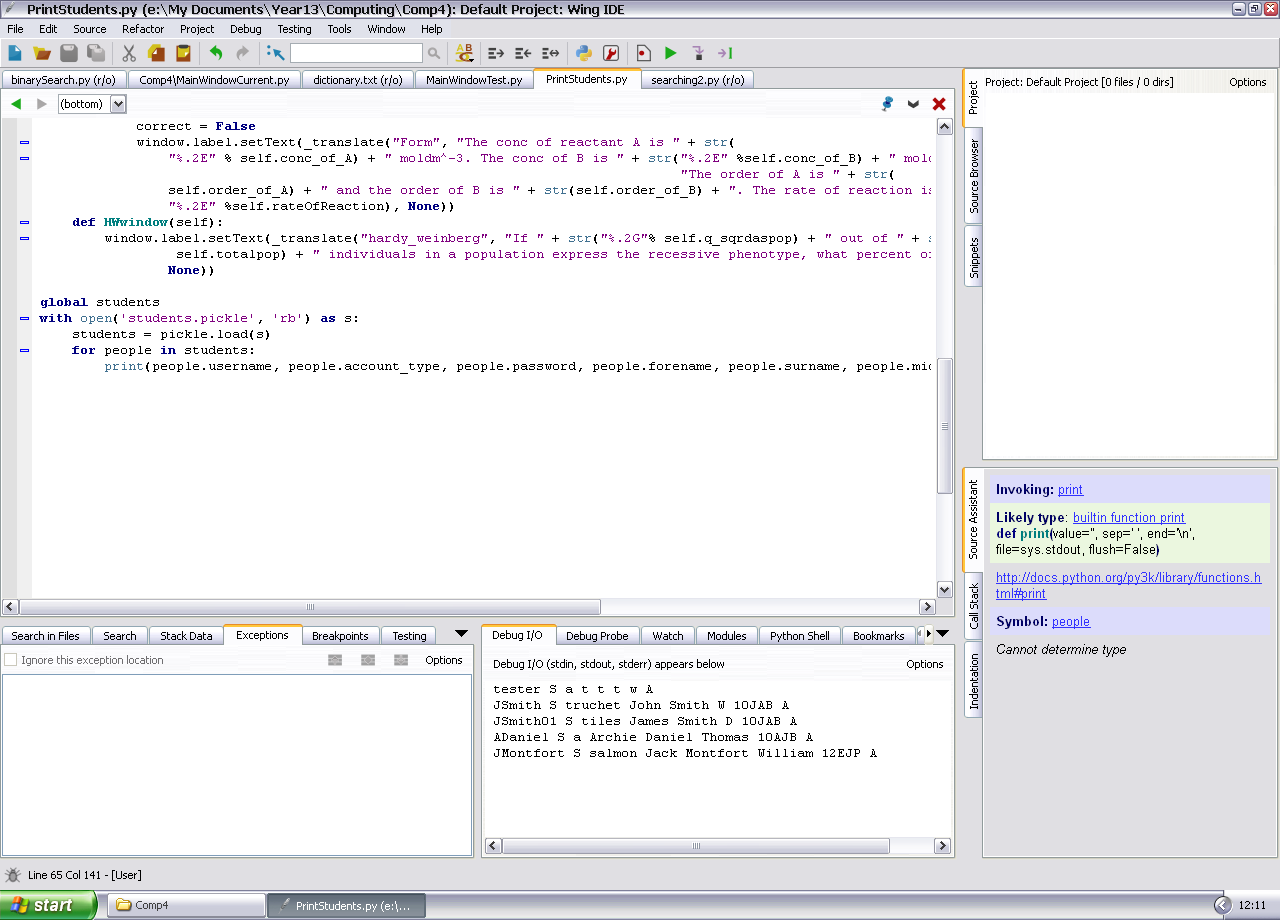 PrintStudents.py (e:\My Documents\Year13\Computing\Comp4): Default Project: Wing IDE
File Edit Source Refactor Project Debug Testing Tools Window Help
binarySearch.py (r/o) Comp4\MainWindowCurrent.py dictionary.txt (r/o) MainWindowTest.py PrintStudents.py searching2.py (r/o)
(bottom)
correct = False
window.label.setText(_translate("Form", "The conc of reactant A is " + str(
"%.2E" % self.conc_of_A) + " moldm^-3. The conc of B is " + str("%.2E" %self.conc_of_B) + " mol
"The order of A is " + str(
self.order_of_A) + " and the order of B is " + str(self.order_of_B) + ". The rate of reaction is
"%.2E" %self.rateOfReaction), None))
def HWwindow(self):
window.label.setText(_translate("hardy_weinberg", "If " + str("%.2G"% self.q_sqrdaspop) + " out of " + s
self.totalpop) + " individuals in a population express the recessive phenotype, what percent of
None))
global students
with open('students.pickle', 'rb') as s:
students = pickle.load(s)
for people in students:
print(people.username, people.account_type, people.password, people.forename, people.surname, people.mid
Project
Source Browser
Snippets
Project: Default Project [0 files / 0 dirs] Options
Source Assistant
Call Stack
Indentation
Invoking: print
Likely type: builtin function print
def print(value='', sep=' ', end='\n',
file=sys.stdout, flush=False)
http://docs.python.org/py3k/library/functions.h
tml#print
Symbol: people
Cannot determine type
Search in Files Search Stack Data Exceptions Breakpoints Testing
Ignore this exception location Options
Debug I/O Debug Probe Watch Modules Python Shell Bookmarks
Debug I/O (stdin, stdout, stderr) appears below Options
tester S a t t t w A
JSmith S truchet John Smith W 10JAB A
JSmith01 S tiles James Smith D 10JAB A
ADaniel S a Archie Daniel Thomas 10AJB A
JMontfort S salmon Jack Montfort William 12EJP A
Line 65 Col 141 - [User]
start Comp4 PrintStudents.py (e:\... 12:11